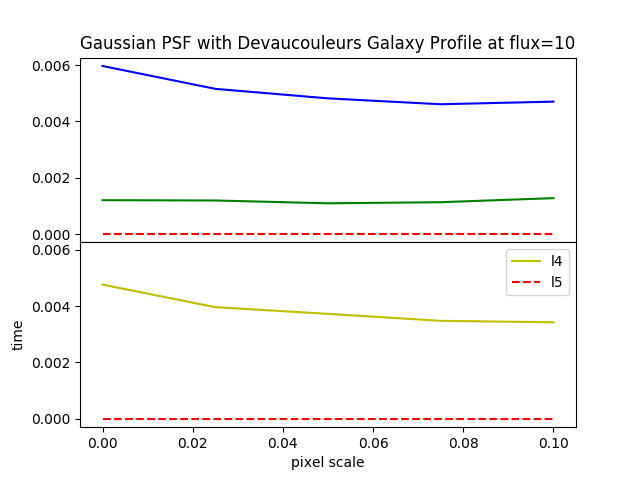 Gaussian PSF with Devaucouleurs Galaxy Profile at flux=10
0.006
0.004
0.002
0.000
0.006
0.004
0.002
0.000
time
l4
l5
0.00 0.02 0.04 0.06 0.08 0.10
pixel scale